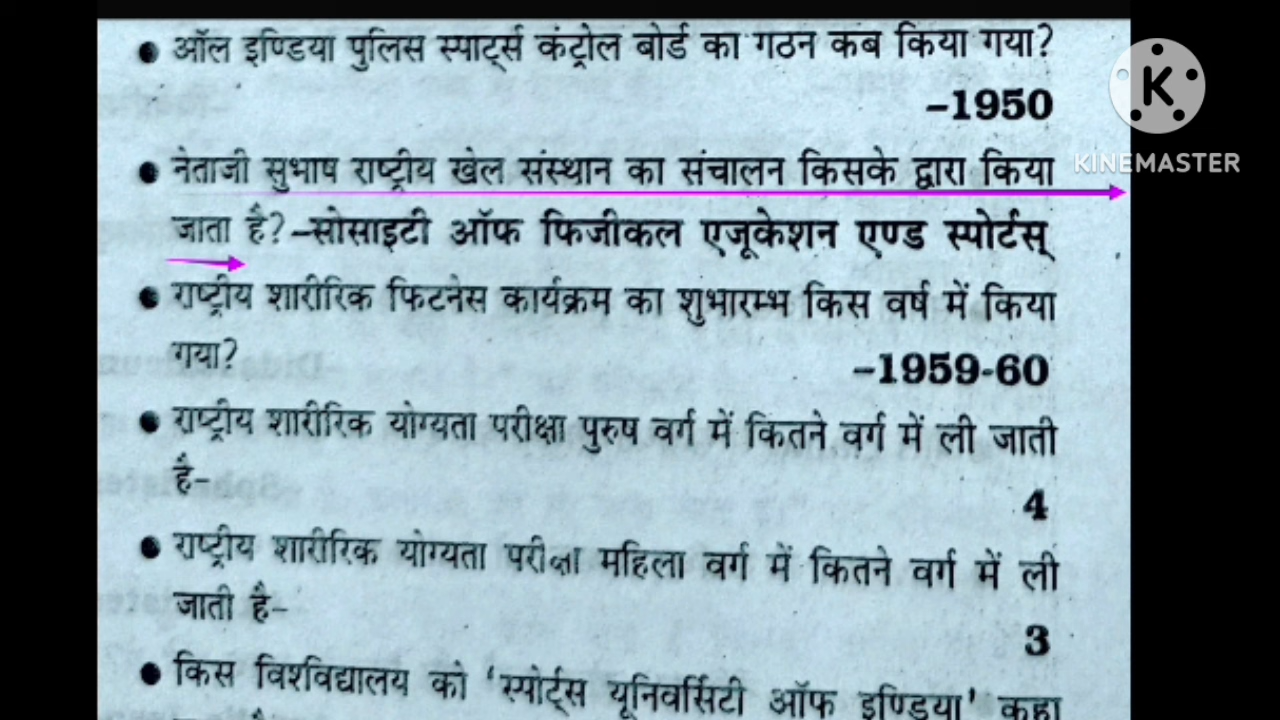 • ऑल इण्डिया पुलिस स्पाटर्स कंट्रोल बोर्ड का गठन कब किया गया?
–1950
K
KINEMASTER
• नेताजी सुभाष राष्ट्रीय खेल संस्थान का संचालन किसके द्वारा किया
जाता है?–सोसाइटी ऑफ फिजीकल एजूकेशन एण्ड स्पोर्टस्
• राष्ट्रीय शारीरिक फिटनेस कार्यक्रम का शुभारम्भ किस वर्ष में किया
गया?
–1959-60
• राष्ट्रीय शारीरिक योग्यता परीक्षा पुरुष वर्ग में कितने वर्ग में ली जाती
है–
4
• राष्ट्रीय शारीरिक योग्यता परीक्षा महिला वर्ग में कितने वर्ग में ली
जाती है–
3
• किस विश्वविद्यालय को ‘स्पोर्ट्स यूनिवर्सिटी ऑफ इण्डिया’ कहा